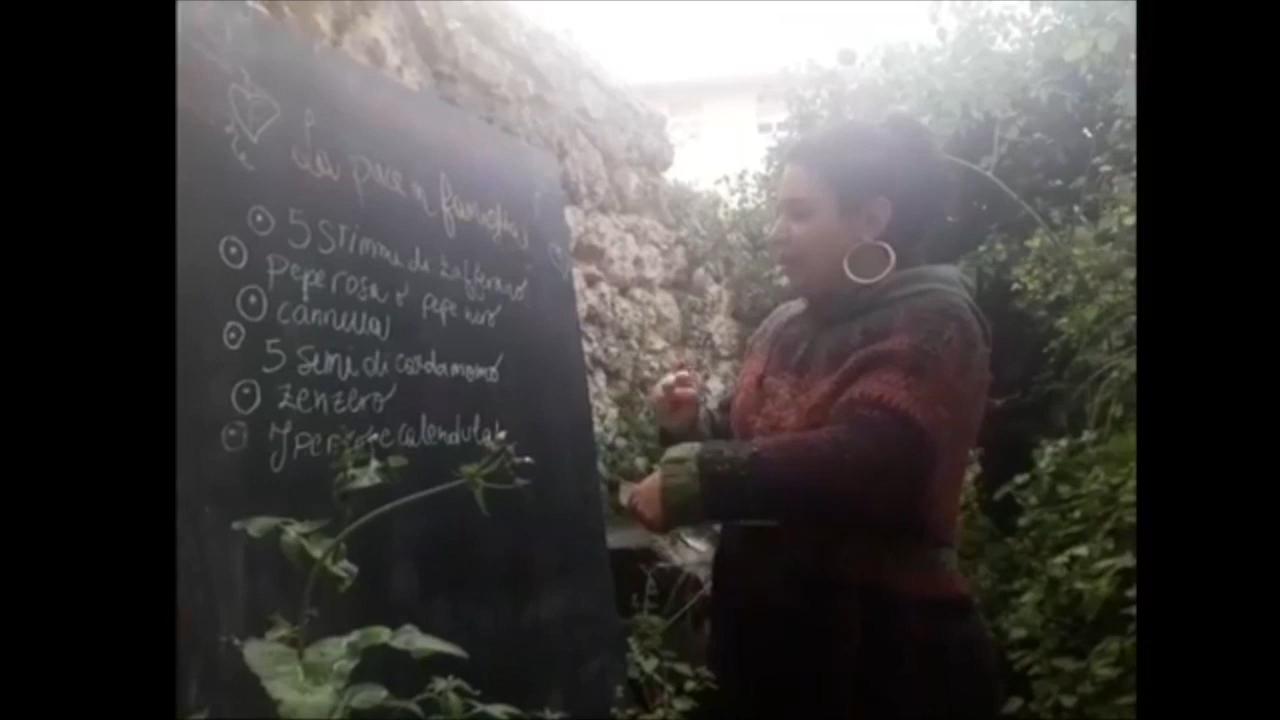 La pace in famiglia
5 Stimmi di Zafferano
Pepe rosa o pepe nero
cannella
5 Semi di cardamomo
Zenzero
7 calendula